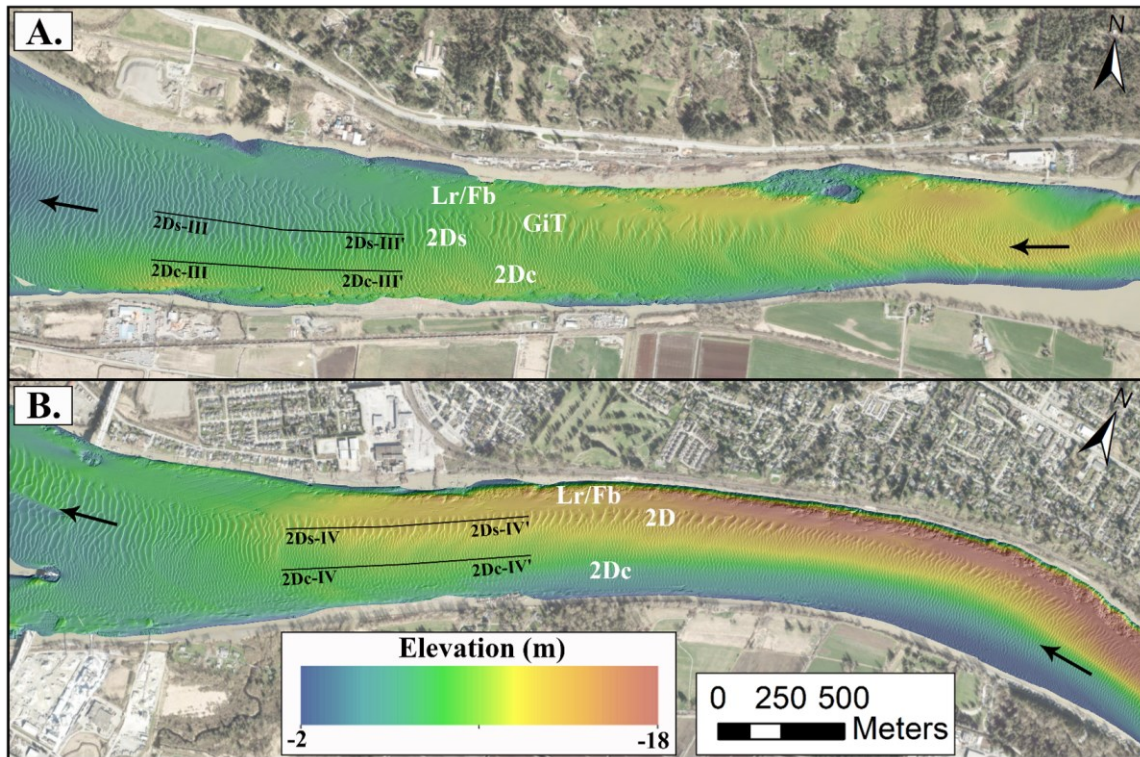 A.
N
Lr/Fb
GiT
2Ds-III 2Ds-III' 2Ds
2Dc-III 2Dc-III' 2Dc
B.
N
Lr/Fb
2Ds-IV 2Ds-IV' 2D
2Dc-IV 2Dc-IV' 2Dc
Elevation (m)
-2 -18
0 250 500
Meters